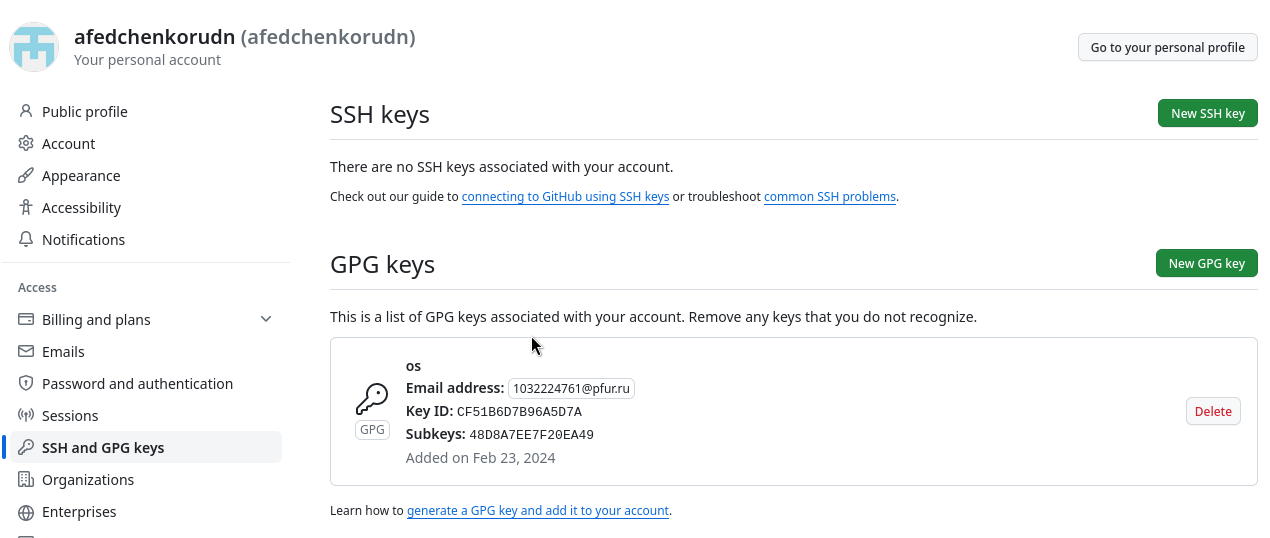 afedchenkorudn (afedchenkorudn)
Your personal account
Go to your personal profile
Public profile
Account
Appearance
Accessibility
Notifications
Access
Billing and plans
Emails
Password and authentication
Sessions
SSH and GPG keys
Organizations
Enterprises
SSH keys
New SSH key
There are no SSH keys associated with your account.
Check out our guide to connecting to GitHub using SSH keys or troubleshoot common SSH problems.
GPG keys
New GPG key
This is a list of GPG keys associated with your account. Remove any keys that you do not recognize.
GPG
os
Email address: 1032224761@pfur.ru
Key ID: CF51B6D7B96A5D7A
Subkeys: 48D8A7EE7F20EA49
Added on Feb 23, 2024
Delete
Learn how to generate a GPG key and add it to your account.